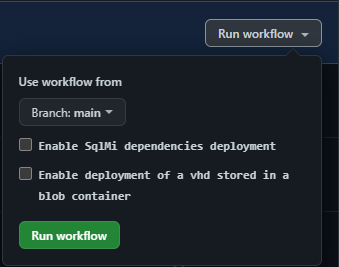 Run workflow
Use workflow from
Branch: main
Enable SqlMi dependencies deployment
Enable deployment of a vhd stored in a
blob container
Run workflow